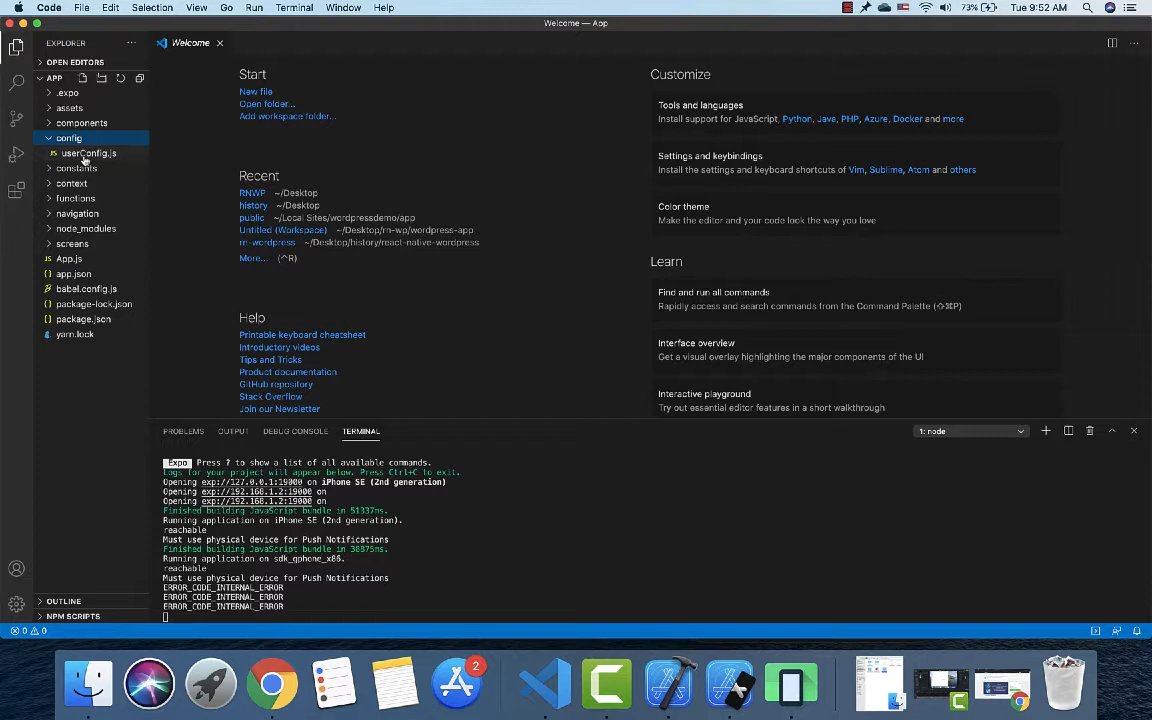 Code File Edit Selection View Go Run Terminal Window Help 73% Tue 9:52 AM
Welcome — App
EXPLORER
Welcome
OPEN EDITORS
APP
.expo
assets
components
config
userConfig.js
constants
context
functions
navigation
node_modules
screens
App.js
app.json
babel.config.js
package-lock.json
package.json
yarn.lock
OUTLINE
NPM SCRIPTS
Start
New file
Open folder...
Add workspace folder...
Recent
RNWP ~/Desktop
history ~/Desktop
public ~/Local Sites/wordpressdemo/app
Untitled (Workspace) ~/Desktop/rn-wp/wordpress-app
rn-wordpress ~/Desktop/history/react-native-wordpress
More... (^R)
Help
Printable keyboard cheatsheet
Introductory videos
Tips and Tricks
Product documentation
GitHub repository
Stack Overflow
Join our Newsletter
Customize
Tools and languages
Install support for JavaScript, Python, Java, PHP, Azure, Docker and more
Settings and keybindings
Install the settings and keyboard shortcuts of Vim, Sublime, Atom and others
Color theme
Make the editor and your code look the way you love
Learn
Find and run all commands
Rapidly access and search commands from the Command Palette (⇧⌘P)
Interface overview
Get a visual overlay highlighting the major components of the UI
Interactive playground
Try out essential editor features in a short walkthrough
PROBLEMS OUTPUT DEBUG CONSOLE TERMINAL 1: node
Expo Press ? to show a list of all available commands.
Logs for your project will appear below. Press Ctrl+C to exit.
Opening exp://127.0.0.1:19000 on iPhone SE (2nd generation)
Opening exp://192.168.1.2:19000 on
Opening exp://192.168.1.2:19000 on
Finished building JavaScript bundle in 51337ms.
Running application on iPhone SE (2nd generation).
reachable
Must use physical device for Push Notifications
Finished building JavaScript bundle in 38875ms.
Running application on sdk_gphone_x86.
reachable
Must use physical device for Push Notifications
ERROR_CODE_INTERNAL_ERROR
ERROR_CODE_INTERNAL_ERROR
ERROR_CODE_INTERNAL_ERROR
0 0
2